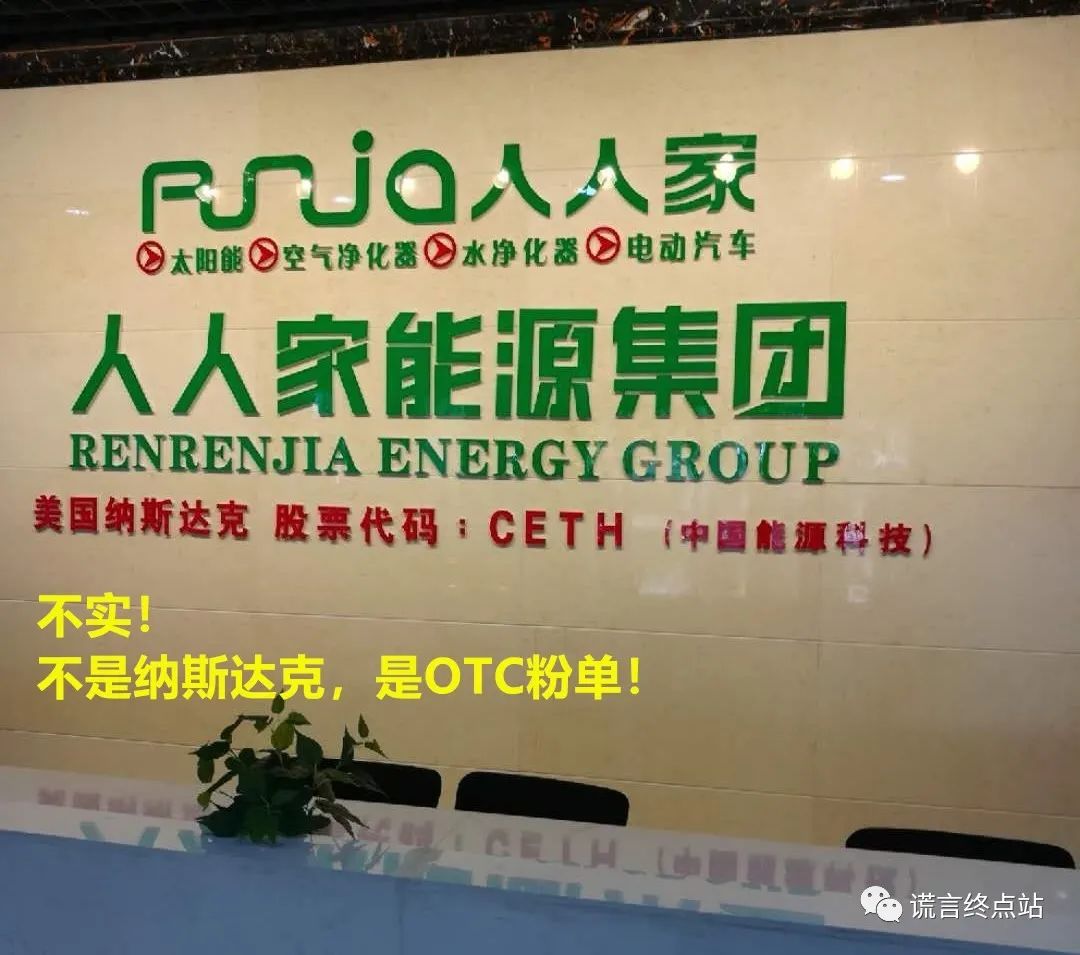 Rnja人人家
太阳能 空气净化器 水净化器 电动汽车
人人家能源集团
RENRENJIA ENERGY GROUP
美国纳斯达克 股票代码：CETH（中国能源科技）
不实！
不是纳斯达克，是OTC粉单！
谎言终点站